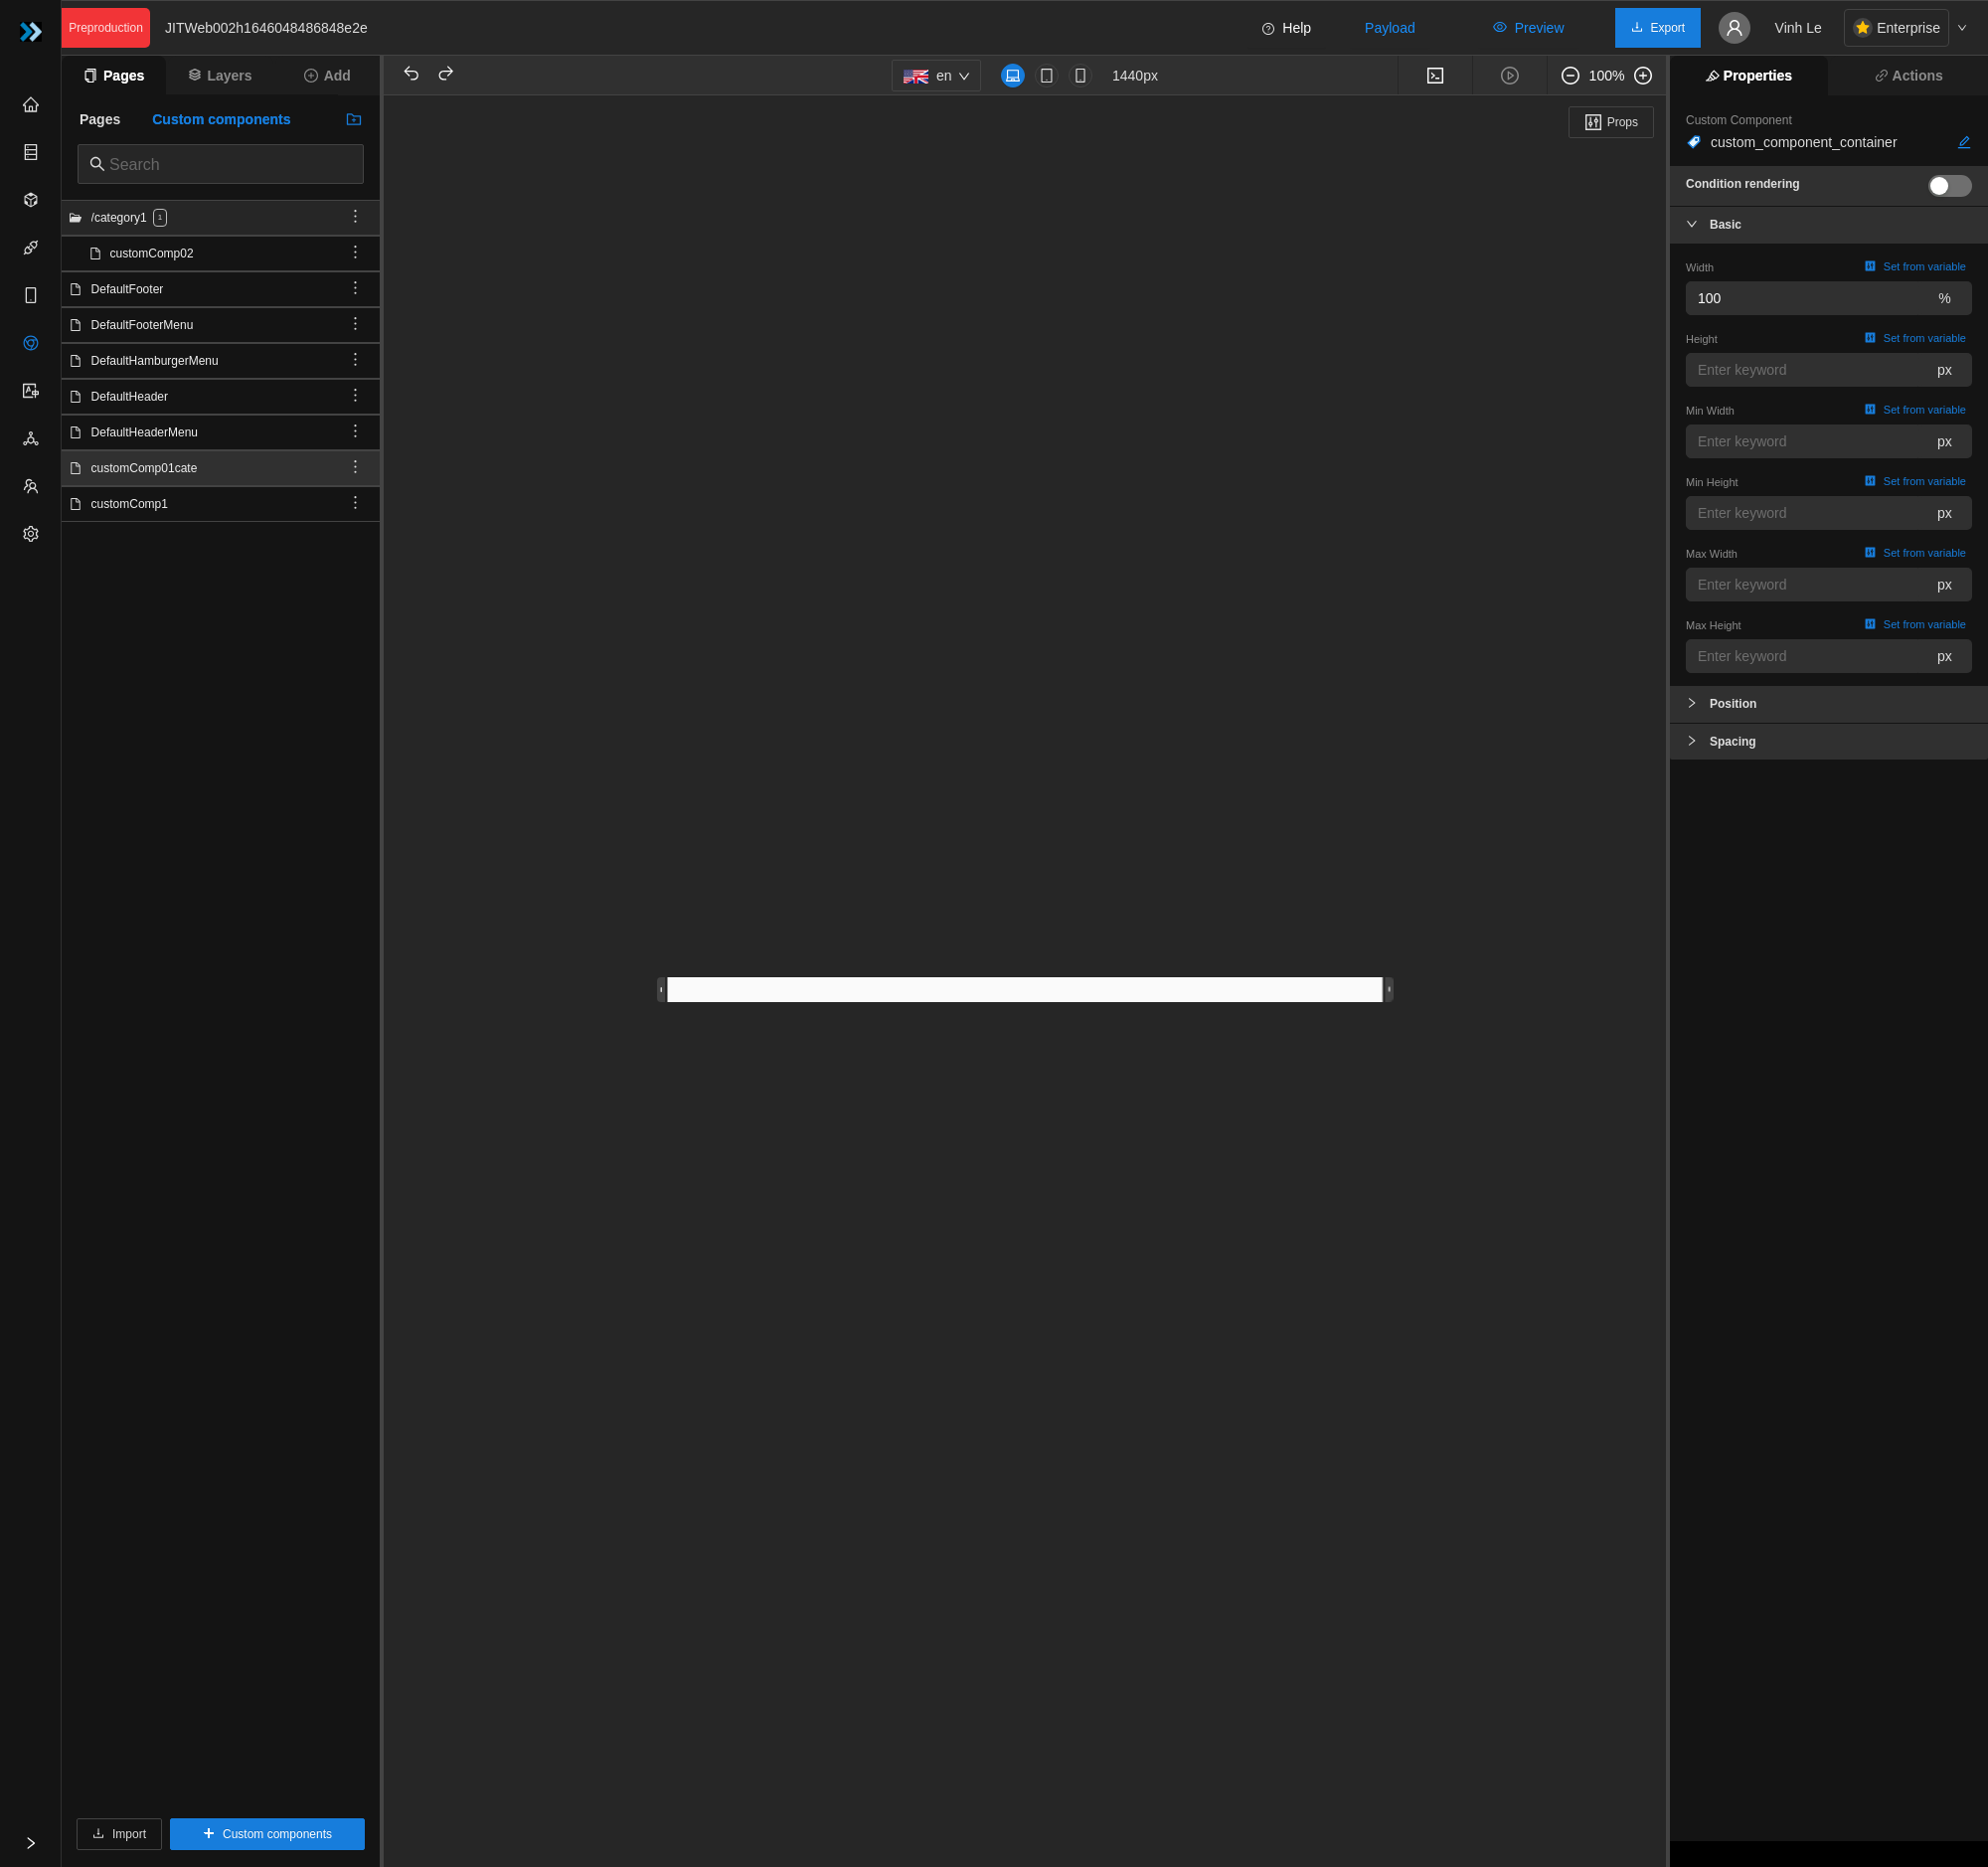 Preproduction JITWeb002h1646048486848e2e Help Payload Preview Export Vinh Le Enterprise
Pages Layers Add en 1440px 100% Properties Actions
Pages Custom components
Search
/category1 1
customComp02
DefaultFooter
DefaultFooterMenu
DefaultHamburgerMenu
DefaultHeader
DefaultHeaderMenu
customComp01cate
customComp1
Import Custom components
Props
Custom Component
custom_component_container
Condition rendering
Basic
Width Set from variable
100 %
Height Set from variable
Enter keyword px
Min Width Set from variable
Enter keyword px
Min Height Set from variable
Enter keyword px
Max Width Set from variable
Enter keyword px
Max Height Set from variable
Enter keyword px
Position
Spacing